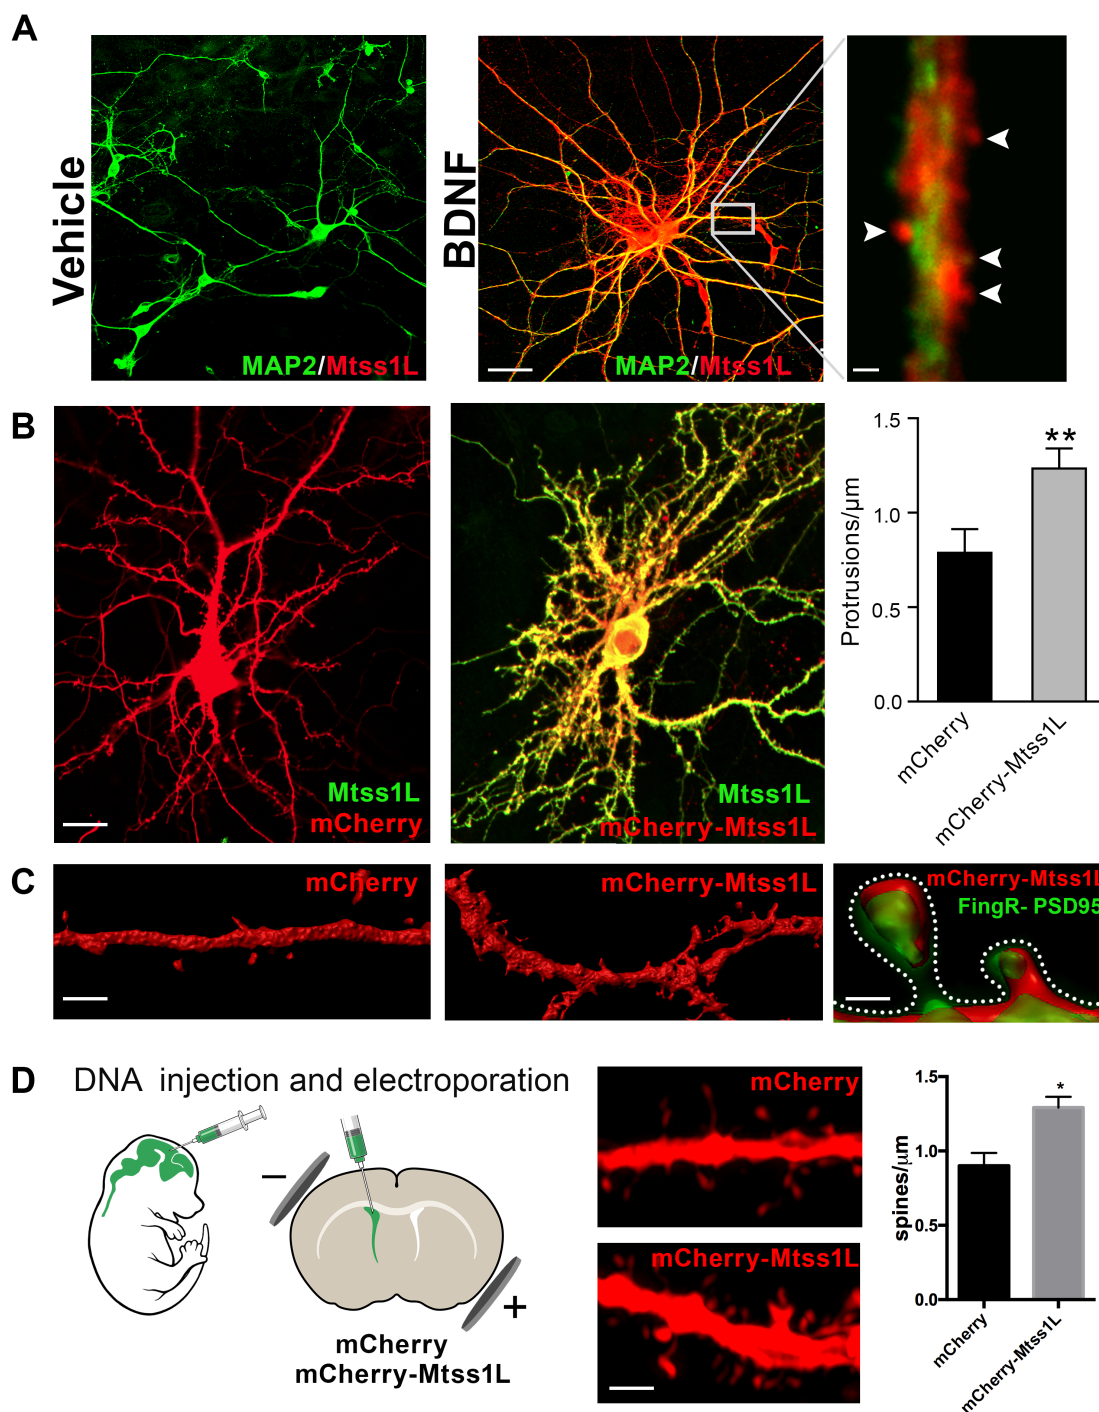 A
Vehicle
MAP2/Mtss1L
BDNF
MAP2/Mtss1L
B
Mtss1L
mCherry
Mtss1L
mCherry-Mtss1L
Protrusions/µm
1.5
1.0
0.5
0.0
mCherry
mCherry-Mtss1L
**
C
mCherry
mCherry-Mtss1L
mCherry-Mtss1L
FingR- PSD95
D
DNA injection and electroporation
−
+
mCherry
mCherry-Mtss1L
mCherry
mCherry-Mtss1L
spines/µm
1.5
1.0
0.5
0.0
*
mCherry
mCherry-Mtss1L